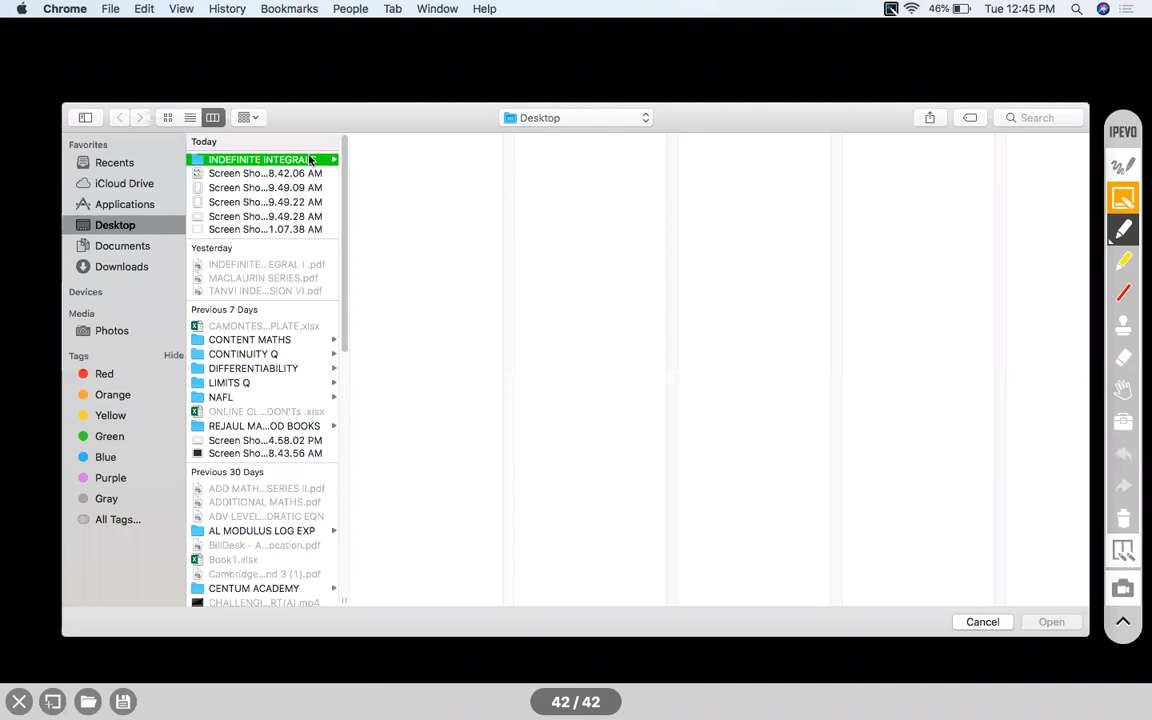 Chrome File Edit View History Bookmarks People Tab Window Help 46% Tue 12:45 PM
Desktop Search
IPEVO
Favorites
Recents
iCloud Drive
Applications
Desktop
Documents
Downloads
Devices
Media
Photos
Tags Hide
Red
Orange
Yellow
Green
Blue
Purple
Gray
All Tags...
Today
INDEFINITE INTEGRALS
Screen Sho...8.42.06 AM
Screen Sho...9.49.09 AM
Screen Sho...9.49.22 AM
Screen Sho...9.49.28 AM
Screen Sho...1.07.38 AM
Yesterday
INDEFINITE...EGRAL I .pdf
MACLAURIN SERIES.pdf
TANVI INDE...SION VI.pdf
Previous 7 Days
CAMONTES...PLATE.xlsx
CONTENT MATHS
CONTINUITY Q
DIFFERENTIABILITY
LIMITS Q
NAFL
ONLINE CL...DON'Ts .xlsx
REJAUL MA...OD BOOKS
Screen Sho...4.58.02 PM
Screen Sho...8.43.56 AM
Previous 30 Days
ADD MATH...SERIES II.pdf
ADDITIONAL MATHS.pdf
ADV LEVEL...DRATIC EQN
AL MODULUS LOG EXP
BillDesk - A...ocation.pdf
Book1.xlsx
Cambridge...nd 3 (1).pdf
CENTUM ACADEMY
CHALLENGI...RT(A).mp4
Cancel Open
42 / 42